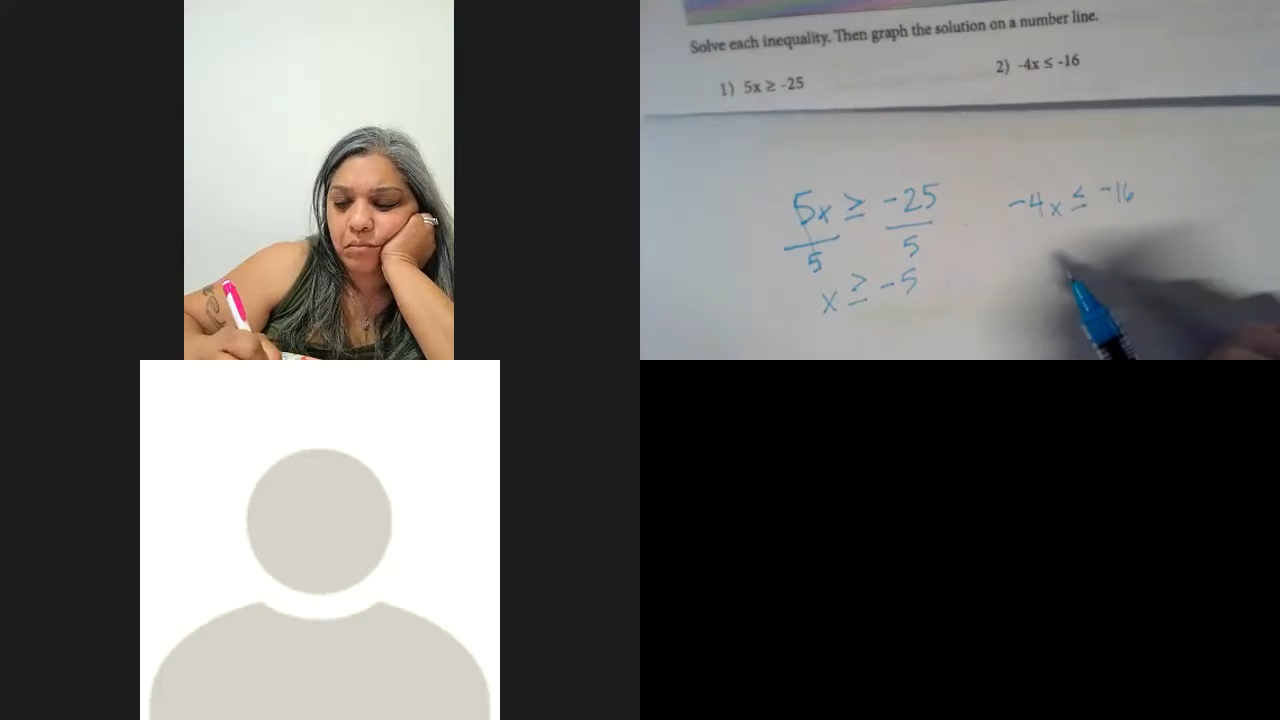 Solve each inequality. Then graph the solution on a number line.
1) 5x ≥ -25 2) -4x ≤ -16
5x ≥ -25 -4x ≤ -16
5 5
x ≥ -5